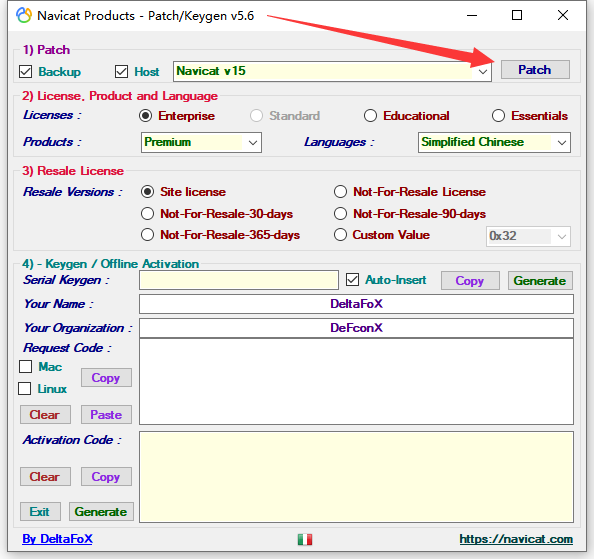 Navicat Products - Patch/Keygen v5.6
1) Patch
Backup Host Navicat v15 Patch
2) License, Product and Language
Licenses : Enterprise Standard Educational Essentials
Products : Premium Languages : Simplified Chinese
3) Resale License
Resale Versions : Site license Not-For-Resale License
Not-For-Resale-30-days Not-For-Resale-90-days
Not-For-Resale-365-days Custom Value 0x32
4) - Keygen / Offline Activation
Serial Keygen : Auto-Insert Copy Generate
Your Name : DeltaFoX
Your Organization : DeFconX
Request Code :
Mac
Copy
Linux
Clear Paste
Activation Code :
Clear Copy
Exit Generate
By DeltaFoX https://navicat.com